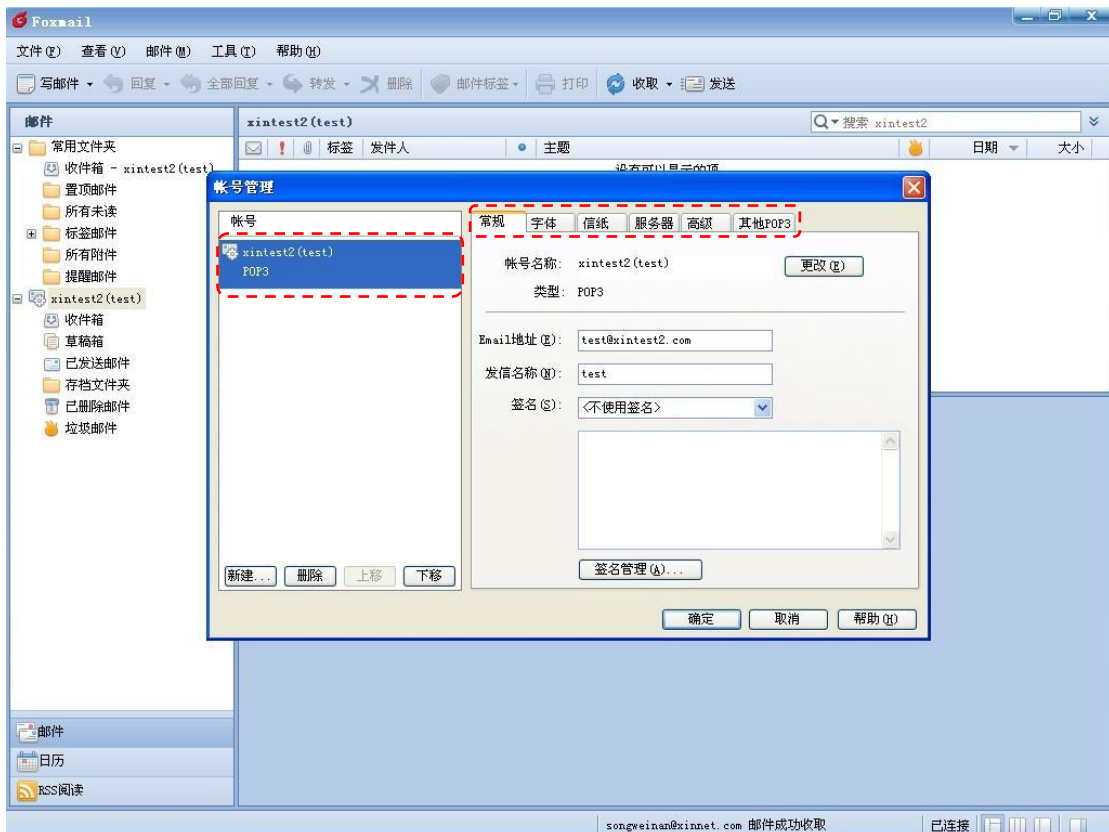 Foxmail
文件(F) 查看(V) 邮件(M) 工具(T) 帮助(H)
写邮件 回复 全部回复 转发 删除 邮件标签 打印 收取 发送
邮件
xintest2(test)
搜索 xintest2
标签 发件人 主题 日期 大小
没有可以显示的项
常用文件夹
收件箱 - xintest2(test)
置顶邮件
所有未读
标签邮件
所有附件
提醒邮件
xintest2(test)
收件箱
草稿箱
已发送邮件
存档文件夹
已删除邮件
垃圾邮件
帐号管理
帐号
xintest2(test)
POP3
新建... 删除 上移 下移
常规 字体 信纸 服务器 高级 其他POP3
帐号名称: xintest2(test) 更改(E)
类型: POP3
Email地址(E): test@xintest2.com
发信名称(N): test
签名(S): <不使用签名>
签名管理(A)...
确定 取消 帮助(H)
邮件
日历
RSS阅读
songweinan@xinnet.com 邮件成功收取 已连接